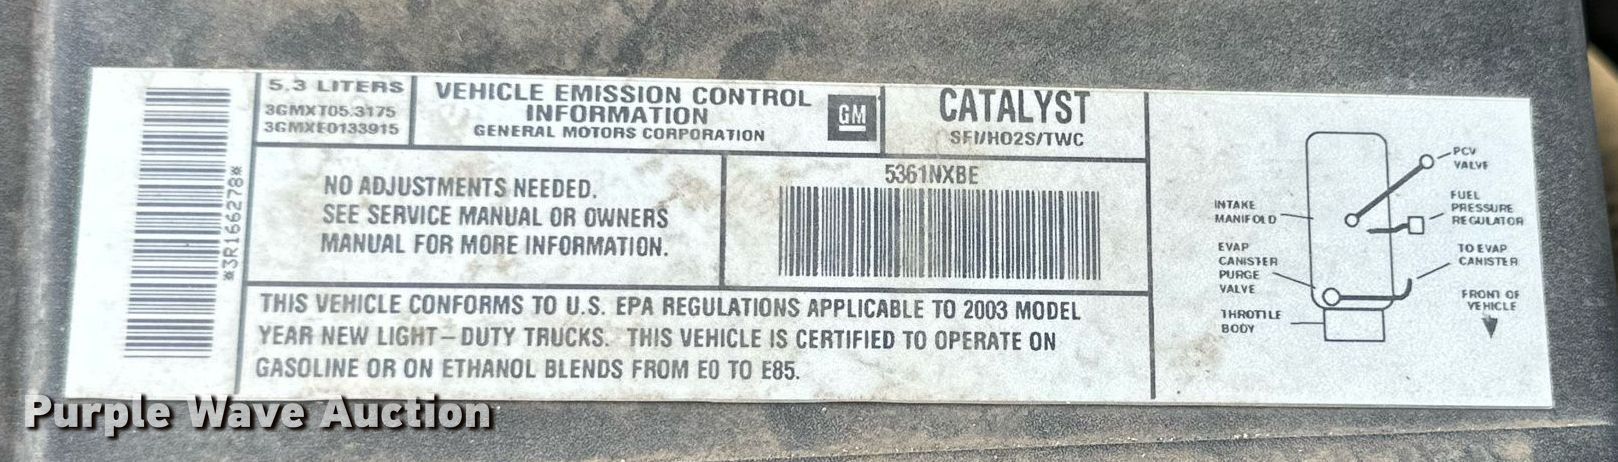 *3R166278*
5.3 LITERS
3GMXT05.3175
3GMXE0133915
VEHICLE EMISSION CONTROL
INFORMATION
GENERAL MOTORS CORPORATION
GM
CATALYST
SFI/HO2S/TWC
NO ADJUSTMENTS NEEDED.
SEE SERVICE MANUAL OR OWNERS
MANUAL FOR MORE INFORMATION.
5361NXBE
THIS VEHICLE CONFORMS TO U.S. EPA REGULATIONS APPLICABLE TO 2003 MODEL
YEAR NEW LIGHT-DUTY TRUCKS. THIS VEHICLE IS CERTIFIED TO OPERATE ON
GASOLINE OR ON ETHANOL BLENDS FROM E0 TO E85.
PCV
VALVE
INTAKE
MANIFOLD
FUEL
PRESSURE
REGULATOR
EVAP
CANISTER
PURGE
VALVE
TO EVAP
CANISTER
THROTTLE
BODY
FRONT OF
VEHICLE
Purple Wave Auction